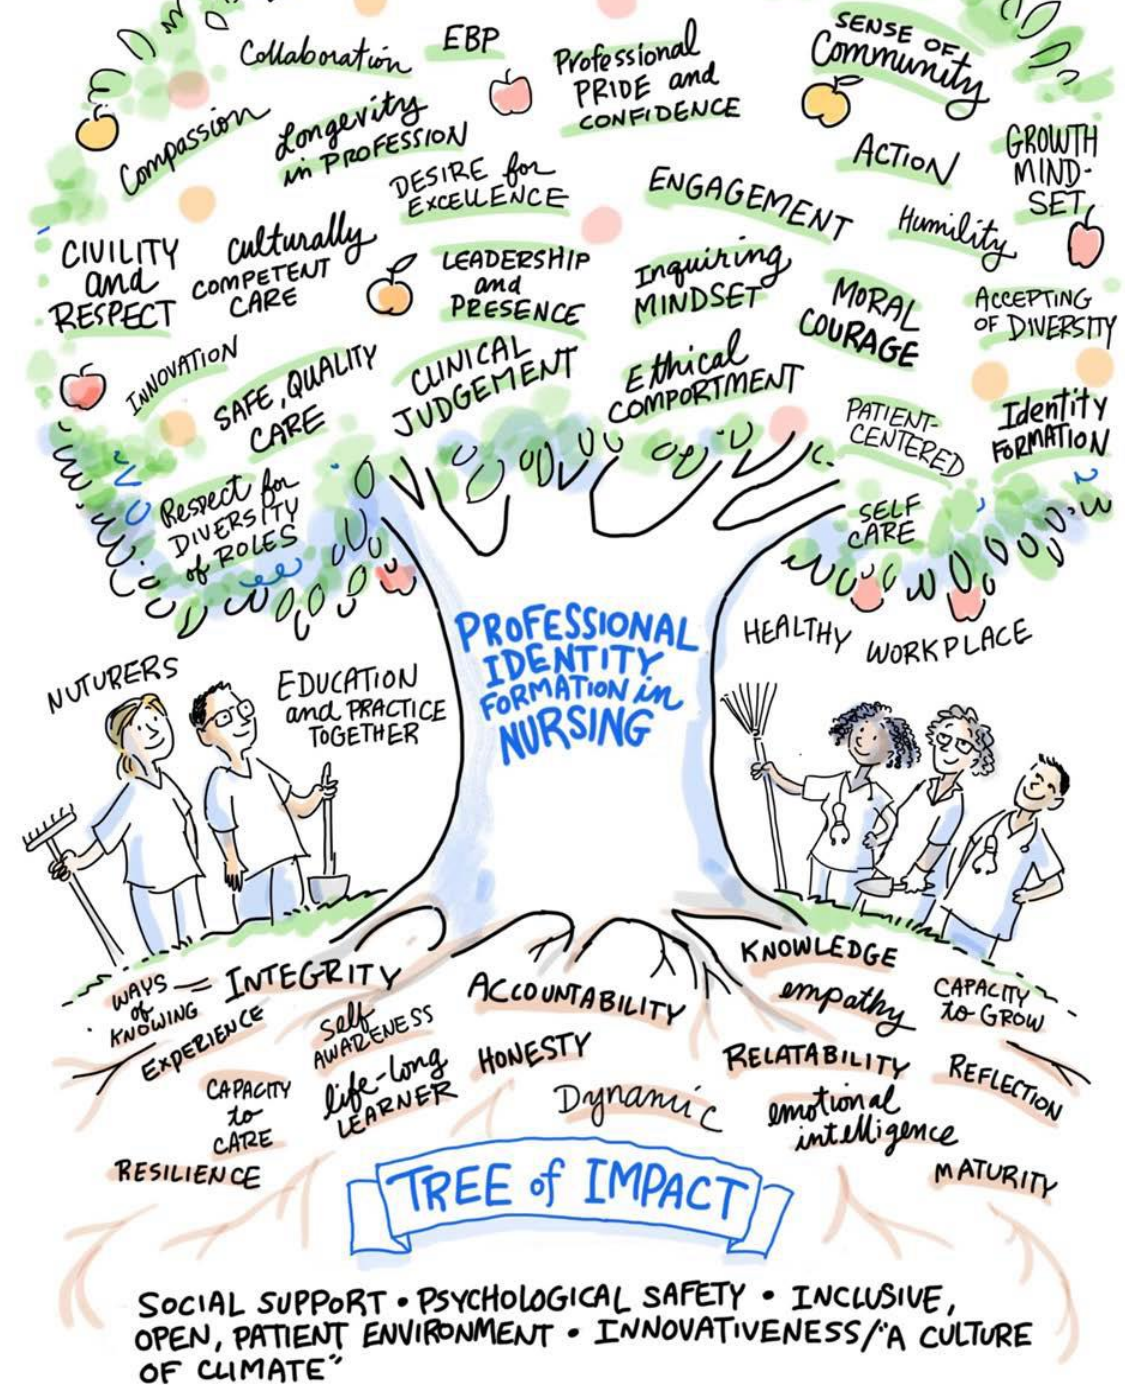 Collaboration
EBP
Professional
PRIDE and
CONFIDENCE
SENSE OF
Community
Compassion
Longevity
in PROFESSION
DESIRE for
EXCELLENCE
ENGAGEMENT
ACTION
GROWTH
MIND-
SET
Humility
CIVILITY
and
RESPECT
culturally
COMPETENT
CARE
LEADERSHIP
and
PRESENCE
Inquiring
MINDSET
MORAL
COURAGE
ACCEPTING
OF DIVERSITY
INNOVATION
SAFE, QUALITY
CARE
CLINICAL
JUDGEMENT
Ethical
COMPORTMENT
PATIENT-
CENTERED
Identity
FORMATION
Respect for
DIVERSITY
of ROLES
SELF
CARE
PROFESSIONAL
IDENTITY
FORMATION in
NURSING
HEALTHY WORKPLACE
NUTURERS
EDUCATION
and PRACTICE
TOGETHER
WAYS
of
KNOWING
INTEGRITY
ACCOUNTABILITY
KNOWLEDGE
empathy
CAPACITY
to GROW
EXPERIENCE
self
AWARENESS
HONESTY
RELATABILITY
REFLECTION
CAPACITY
to
CARE
life-long
LEARNER
Dynamic
emotional
intelligence
RESILIENCE
MATURITY
TREE of IMPACT
SOCIAL SUPPORT • PSYCHOLOGICAL SAFETY • INCLUSIVE,
OPEN, PATIENT ENVIRONMENT • INNOVATIVENESS/"A CULTURE
OF CLIMATE"